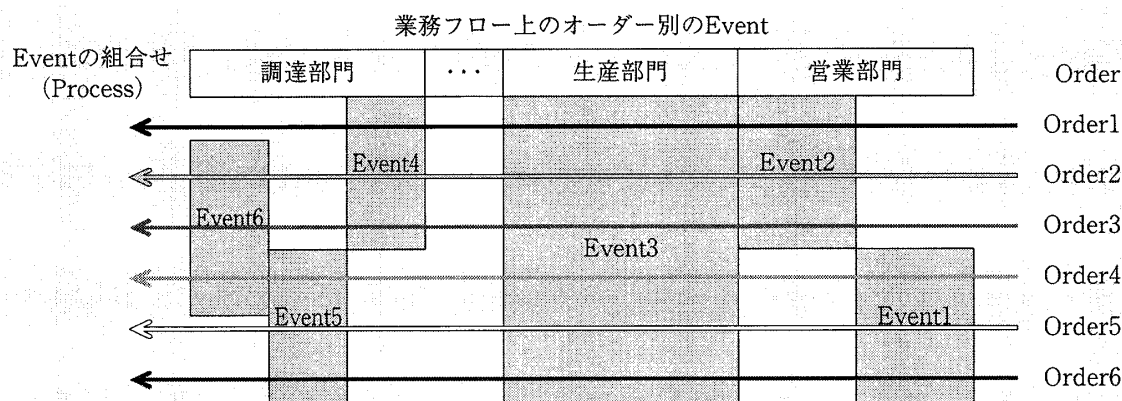 業務フロー上のオーダー別のEvent
Eventの組合せ
(Process)
調達部門
・・・
生産部門
営業部門
Order
Order1
Event4
Event2
Order2
Event6
Order3
Event3
Order4
Event5
Event1
Order5
Order6